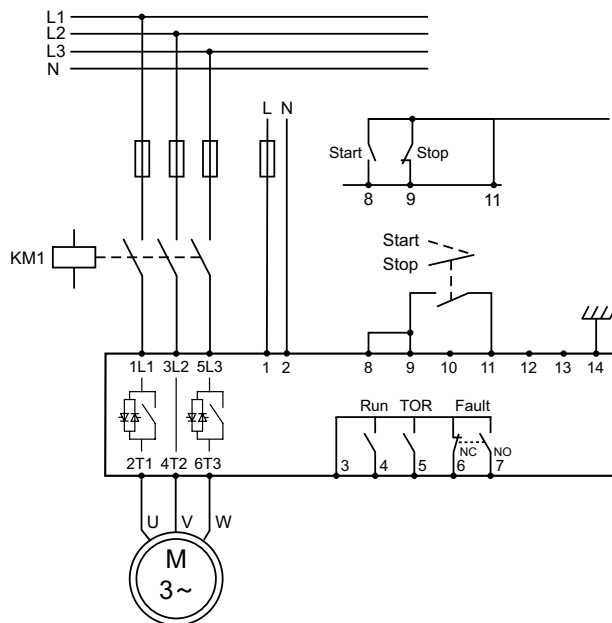 L1
L2
L3
N
L N
Start Stop
8 9 11
KM1
Start
Stop
1L1 3L2 5L3 1 2 8 9 10 11 12 13 14
Run TOR Fault
NC NO
2T1 4T2 6T3 3 4 5 6 7
U V W
M
3~